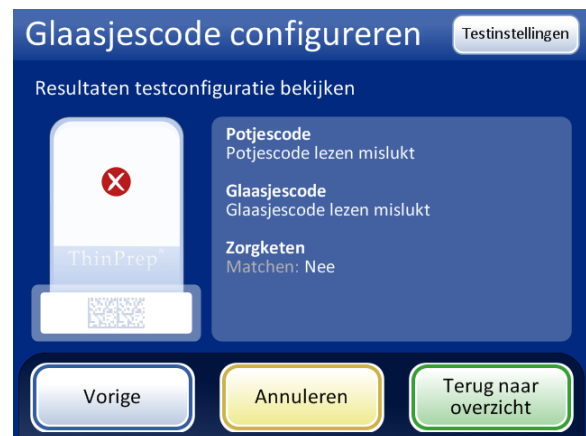 Glaasjescode configureren
Testinstellingen
Resultaten testconfiguratie bekijken
ThinPrep®
Potjescode
Potjescode lezen mislukt
Glaasjescode
Glaasjescode lezen mislukt
Zorgketen
Matchen: Nee
Vorige
Annuleren
Terug naar
overzicht